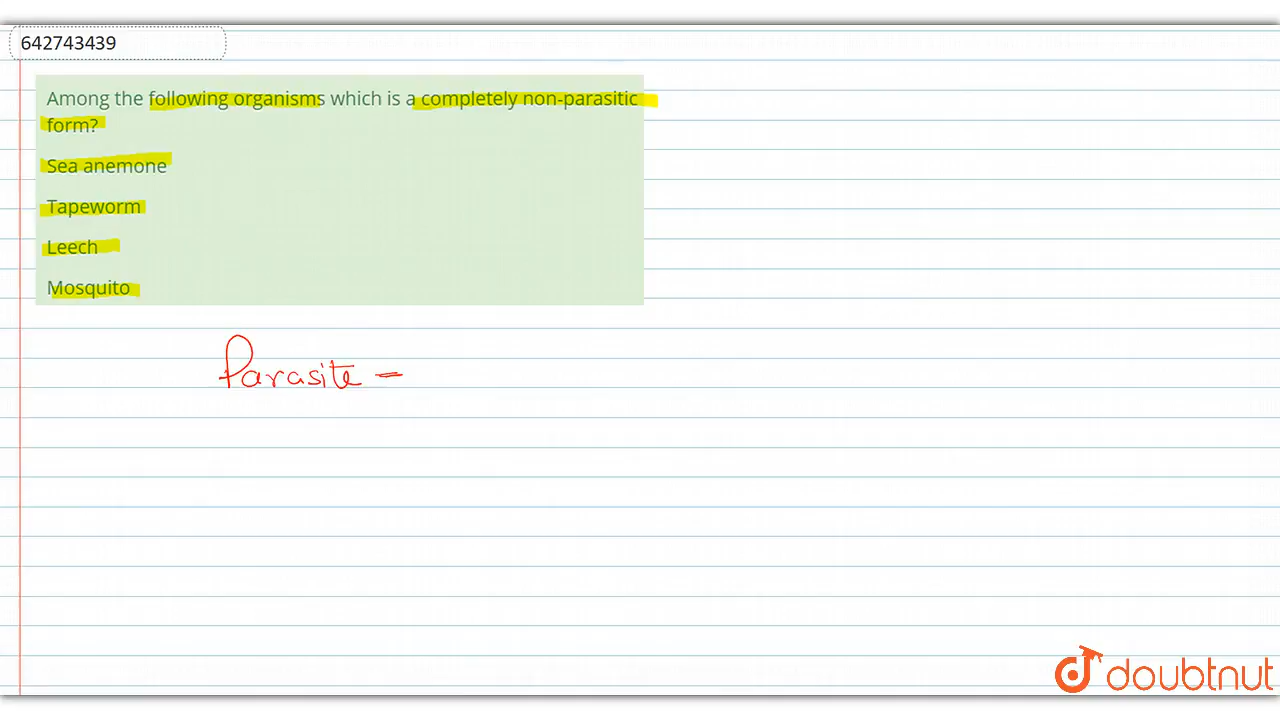 642743439
Among the following organisms which is a completely non-parasitic
form?
Sea anemone
Tapeworm
Leech
Mosquito
Parasite -
doubtnut